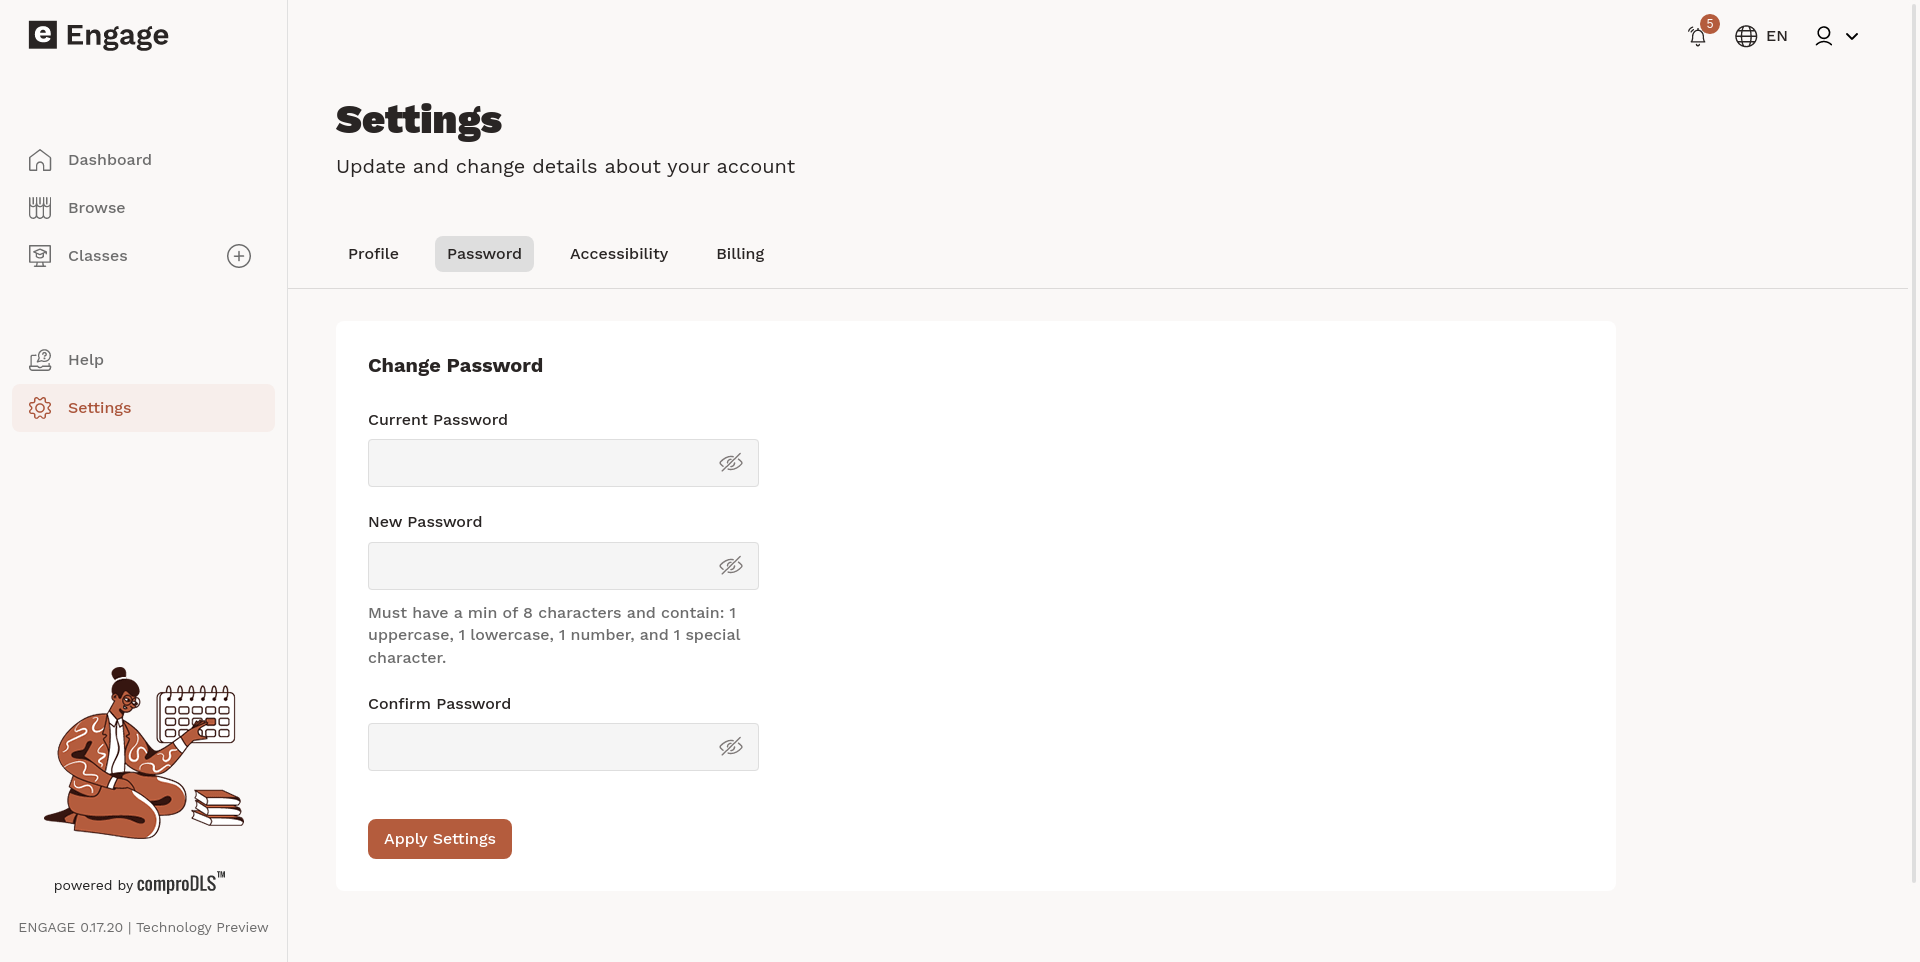 e Engage
5
EN
Dashboard
Browse
Classes
Help
Settings
powered by comproDLS™
ENGAGE 0.17.20 | Technology Preview
Settings
Update and change details about your account
Profile Password Accessibility Billing
Change Password
Current Password
New Password
Must have a min of 8 characters and contain: 1
uppercase, 1 lowercase, 1 number, and 1 special
character.
Confirm Password
Apply Settings